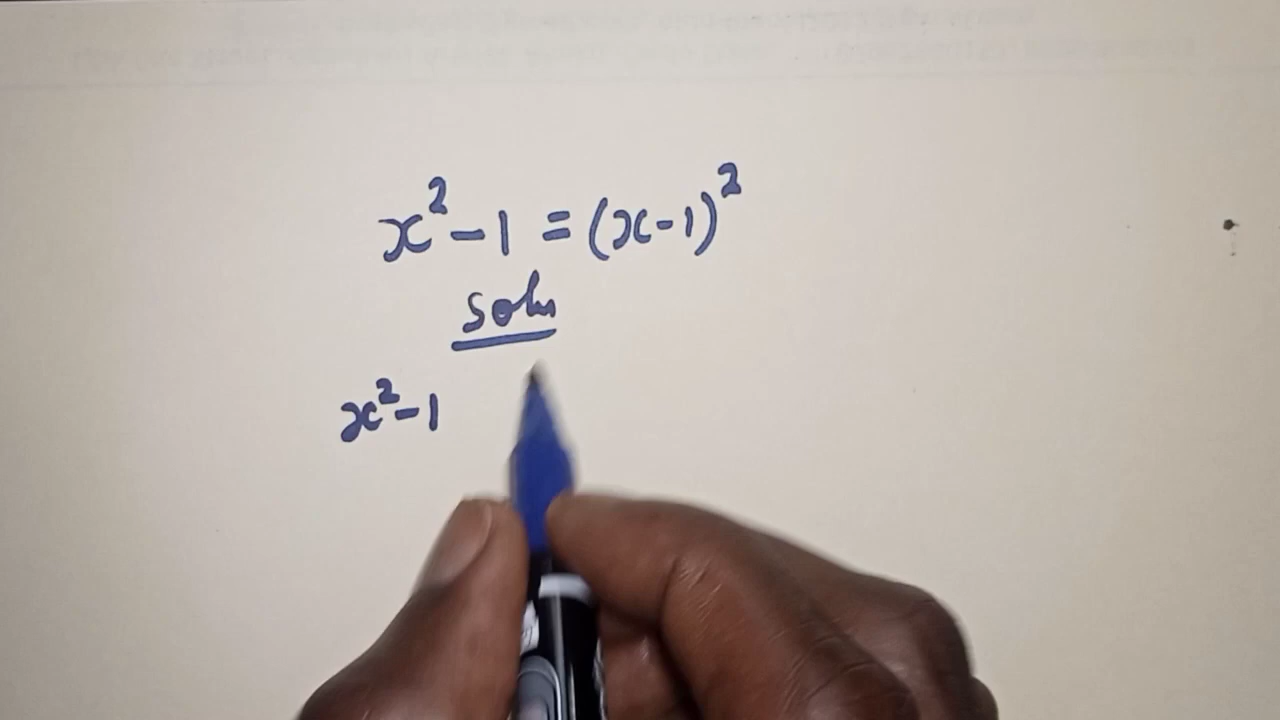 x² - 1 = (x - 1)²
Soln
x² - 1